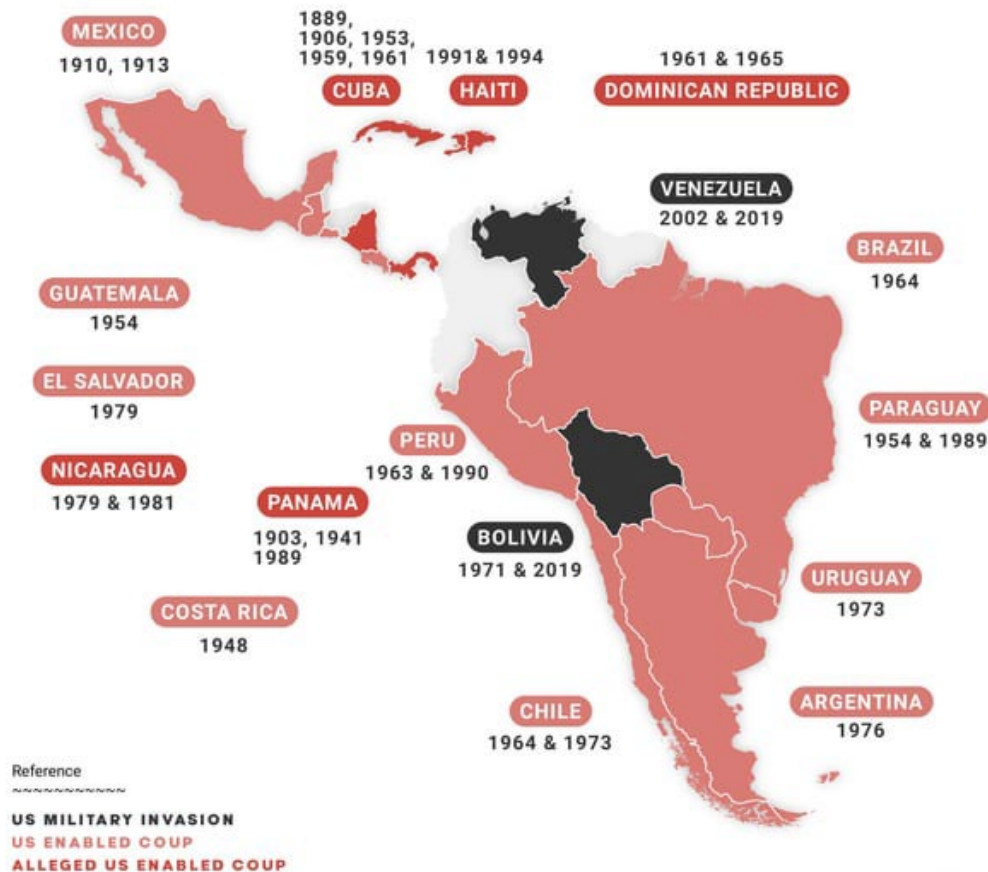 MEXICO
1910, 1913
1889,
1906, 1953,
1959, 1961
CUBA
1991& 1994
HAITI
1961 & 1965
DOMINICAN REPUBLIC
VENEZUELA
2002 & 2019
BRAZIL
1964
GUATEMALA
1954
EL SALVADOR
1979
PARAGUAY
1954 & 1989
PERU
1963 & 1990
NICARAGUA
1979 & 1981
PANAMA
1903, 1941
1989
BOLIVIA
1971 & 2019
URUGUAY
1973
COSTA RICA
1948
CHILE
1964 & 1973
ARGENTINA
1976
Reference
~~~~~~~~~~~
US MILITARY INVASION
US ENABLED COUP
ALLEGED US ENABLED COUP